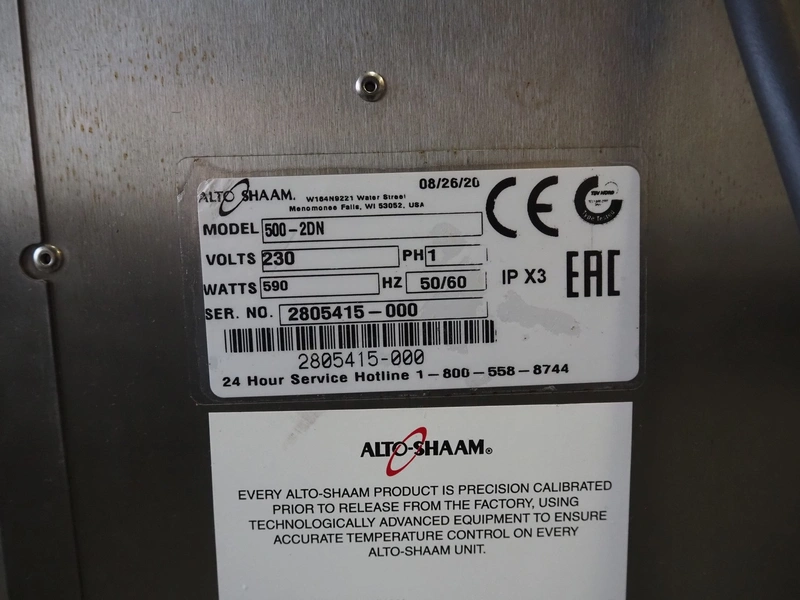 ALTO SHAAM.
W164N9221 Water Street
Menomonee Falls, WI 53052, USA
08/26/20
CE
TÜV NORD
MODEL 500-2DN
VOLTS 230 PH 1
WATTS 590 HZ 50/60
IP X3
EAC
SER. NO. 2805415-000
2805415-000
24 Hour Service Hotline 1-800-558-8744
ALTO-SHAAM®
EVERY ALTO-SHAAM PRODUCT IS PRECISION CALIBRATED
PRIOR TO RELEASE FROM THE FACTORY, USING
TECHNOLOGICALLY ADVANCED EQUIPMENT TO ENSURE
ACCURATE TEMPERATURE CONTROL ON EVERY
ALTO-SHAAM UNIT.